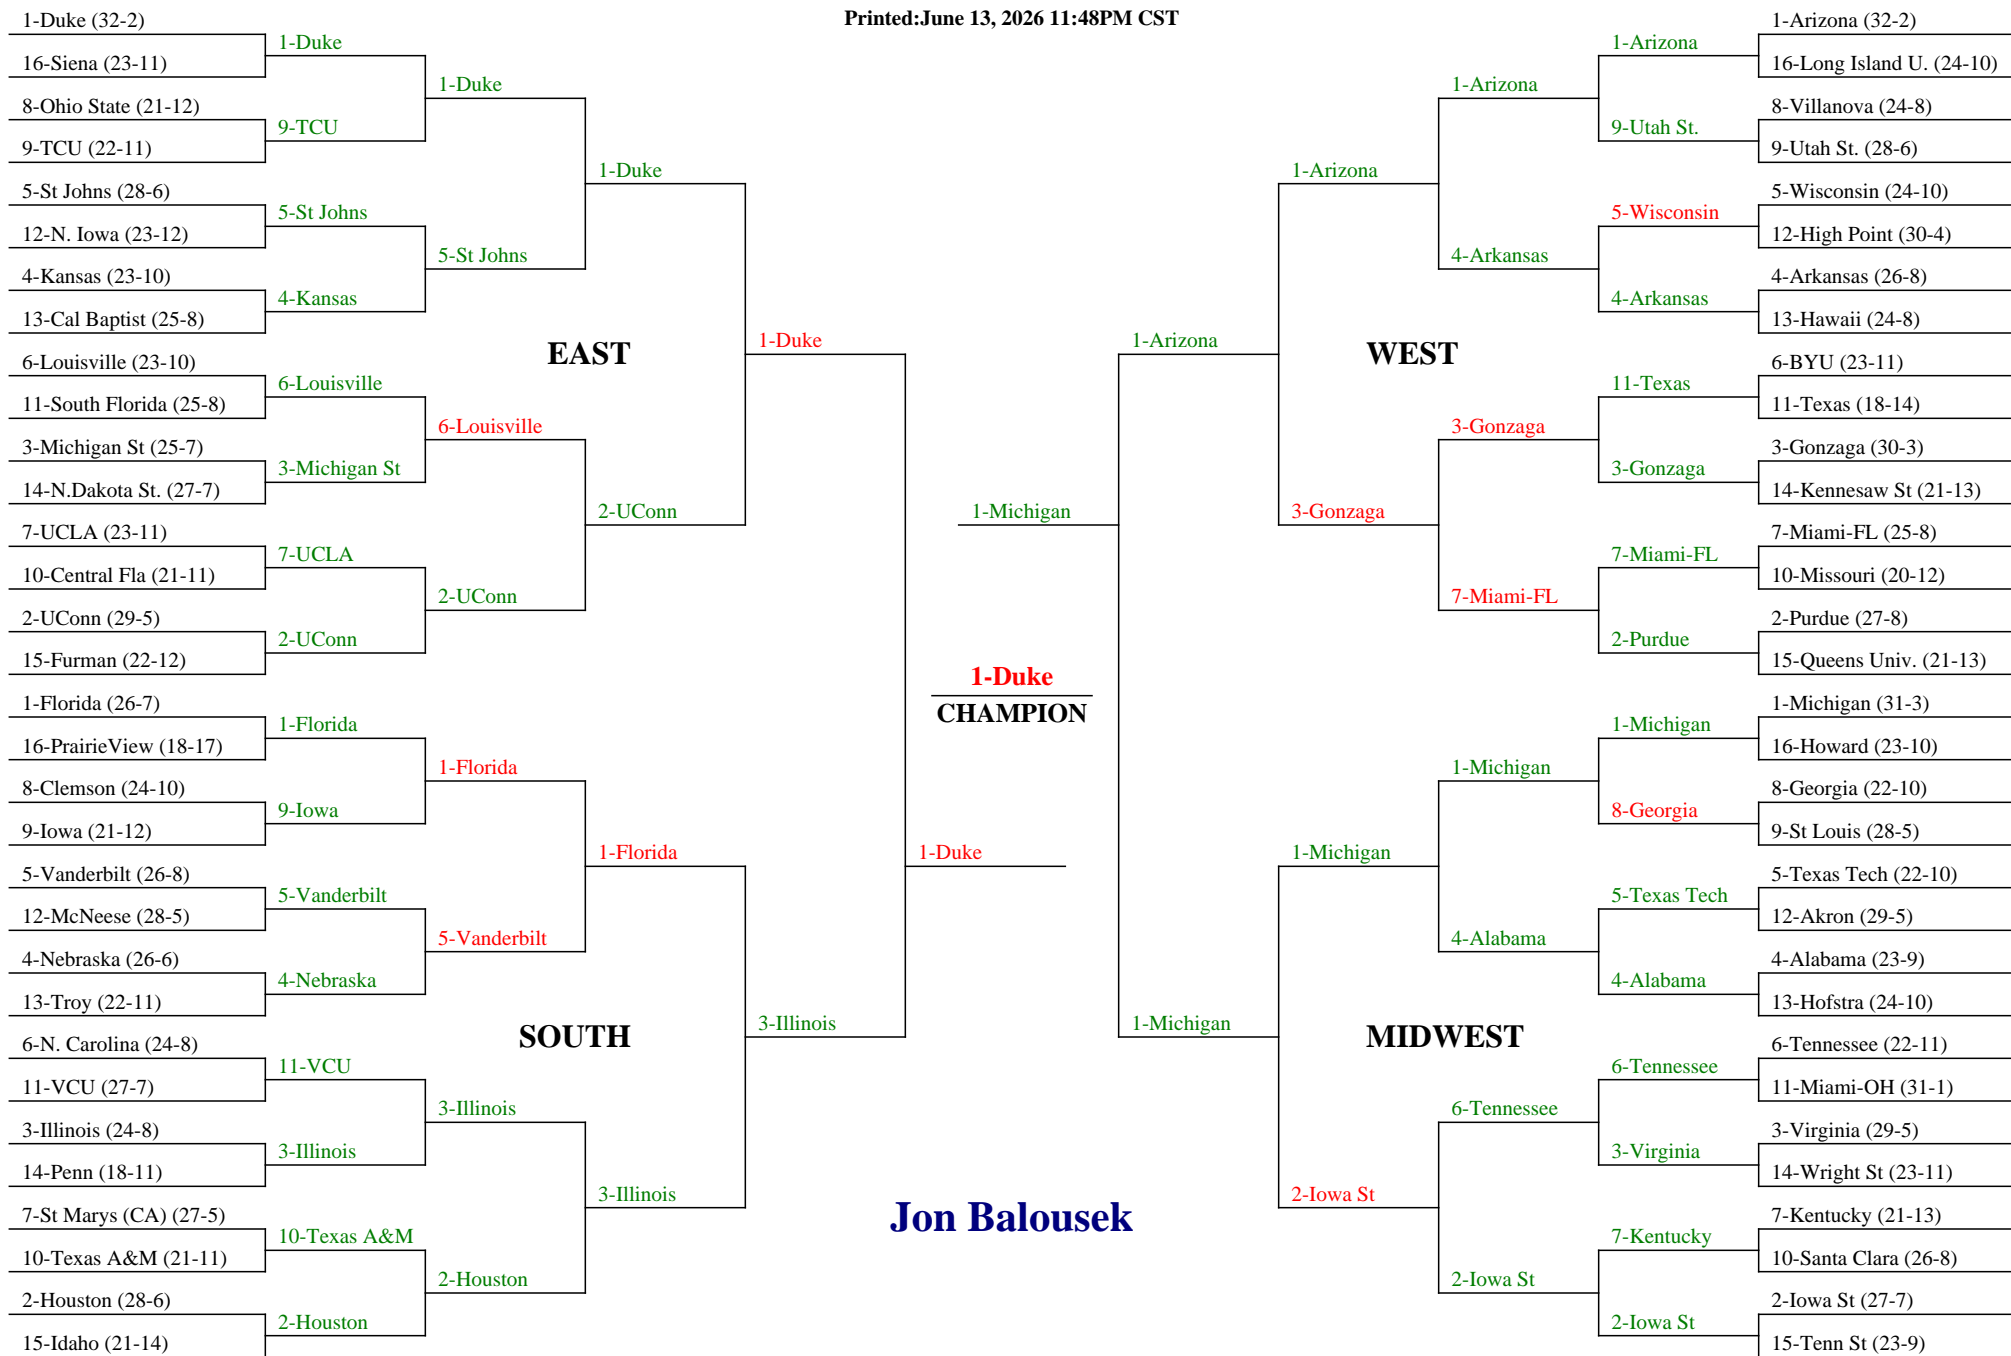 Printed:June 13, 2026 11:48PM CST
1-Duke (32-2)
16-Siena (23-11)
8-Ohio State (21-12)
9-TCU (22-11)
5-St Johns (28-6)
12-N. Iowa (23-12)
4-Kansas (23-10)
13-Cal Baptist (25-8)
6-Louisville (23-10)
11-South Florida (25-8)
3-Michigan St (25-7)
14-N.Dakota St. (27-7)
7-UCLA (23-11)
10-Central Fla (21-11)
2-UConn (29-5)
15-Furman (22-12)
1-Florida (26-7)
16-PrairieView (18-17)
8-Clemson (24-10)
9-Iowa (21-12)
5-Vanderbilt (26-8)
12-McNeese (28-5)
4-Nebraska (26-6)
13-Troy (22-11)
6-N. Carolina (24-8)
11-VCU (27-7)
3-Illinois (24-8)
14-Penn (18-11)
7-St Marys (CA) (27-5)
10-Texas A&M (21-11)
2-Houston (28-6)
15-Idaho (21-14)
1-Duke
9-TCU
5-St Johns
4-Kansas
6-Louisville
3-Michigan St
7-UCLA
2-UConn
1-Florida
9-Iowa
5-Vanderbilt
4-Nebraska
11-VCU
3-Illinois
10-Texas A&M
2-Houston
1-Duke
5-St Johns
6-Louisville
2-UConn
1-Florida
5-Vanderbilt
3-Illinois
2-Houston
1-Duke
2-UConn
1-Florida
3-Illinois
EAST
SOUTH
1-Duke
3-Illinois
1-Duke
1-Michigan
1-Duke
CHAMPION
Jon Balousek
1-Arizona
1-Michigan
WEST
MIDWEST
1-Arizona
3-Gonzaga
1-Michigan
2-Iowa St
1-Arizona
4-Arkansas
3-Gonzaga
7-Miami-FL
1-Michigan
4-Alabama
6-Tennessee
2-Iowa St
1-Arizona
9-Utah St.
5-Wisconsin
4-Arkansas
11-Texas
3-Gonzaga
7-Miami-FL
2-Purdue
1-Michigan
8-Georgia
5-Texas Tech
4-Alabama
6-Tennessee
3-Virginia
7-Kentucky
2-Iowa St
1-Arizona (32-2)
16-Long Island U. (24-10)
8-Villanova (24-8)
9-Utah St. (28-6)
5-Wisconsin (24-10)
12-High Point (30-4)
4-Arkansas (26-8)
13-Hawaii (24-8)
6-BYU (23-11)
11-Texas (18-14)
3-Gonzaga (30-3)
14-Kennesaw St (21-13)
7-Miami-FL (25-8)
10-Missouri (20-12)
2-Purdue (27-8)
15-Queens Univ. (21-13)
1-Michigan (31-3)
16-Howard (23-10)
8-Georgia (22-10)
9-St Louis (28-5)
5-Texas Tech (22-10)
12-Akron (29-5)
4-Alabama (23-9)
13-Hofstra (24-10)
6-Tennessee (22-11)
11-Miami-OH (31-1)
3-Virginia (29-5)
14-Wright St (23-11)
7-Kentucky (21-13)
10-Santa Clara (26-8)
2-Iowa St (27-7)
15-Tenn St (23-9)